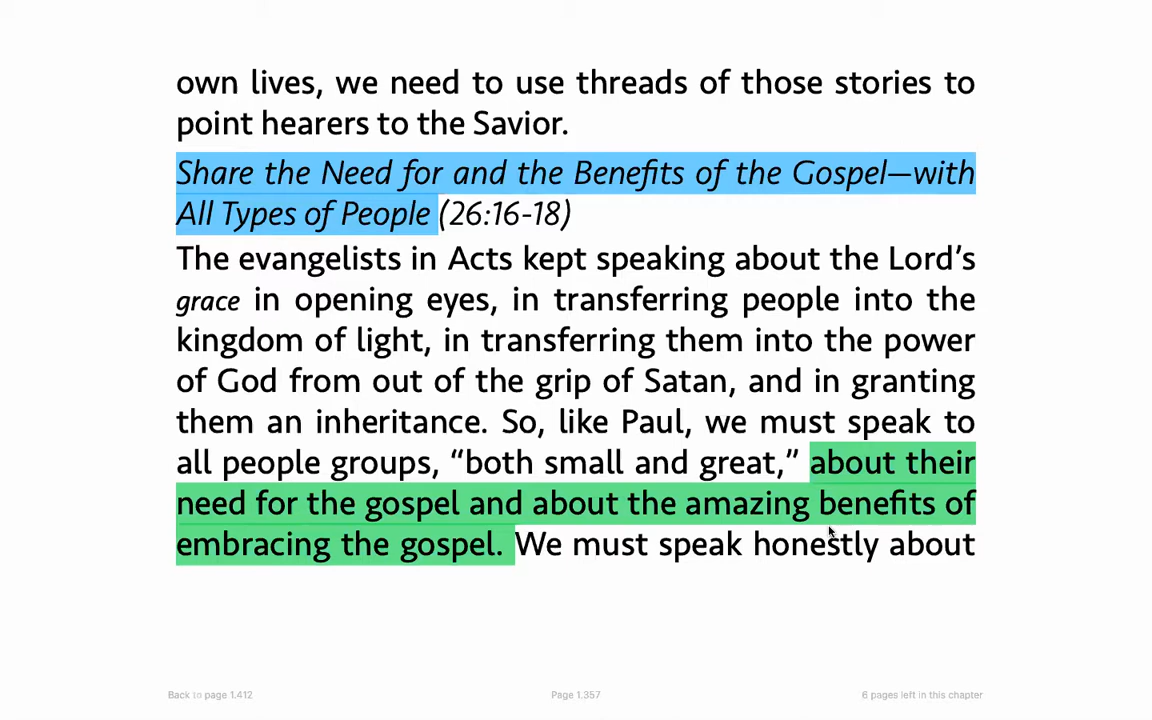 own lives, we need to use threads of those stories to
point hearers to the Savior.
Share the Need for and the Benefits of the Gospel—with
All Types of People (26:16-18)
The evangelists in Acts kept speaking about the Lord’s
grace in opening eyes, in transferring people into the
kingdom of light, in transferring them into the power
of God from out of the grip of Satan, and in granting
them an inheritance. So, like Paul, we must speak to
all people groups, “both small and great,” about their
need for the gospel and about the amazing benefits of
embracing the gospel. We must speak honestly about
Back to page 1.412
Page 1.357
6 pages left in this chapter